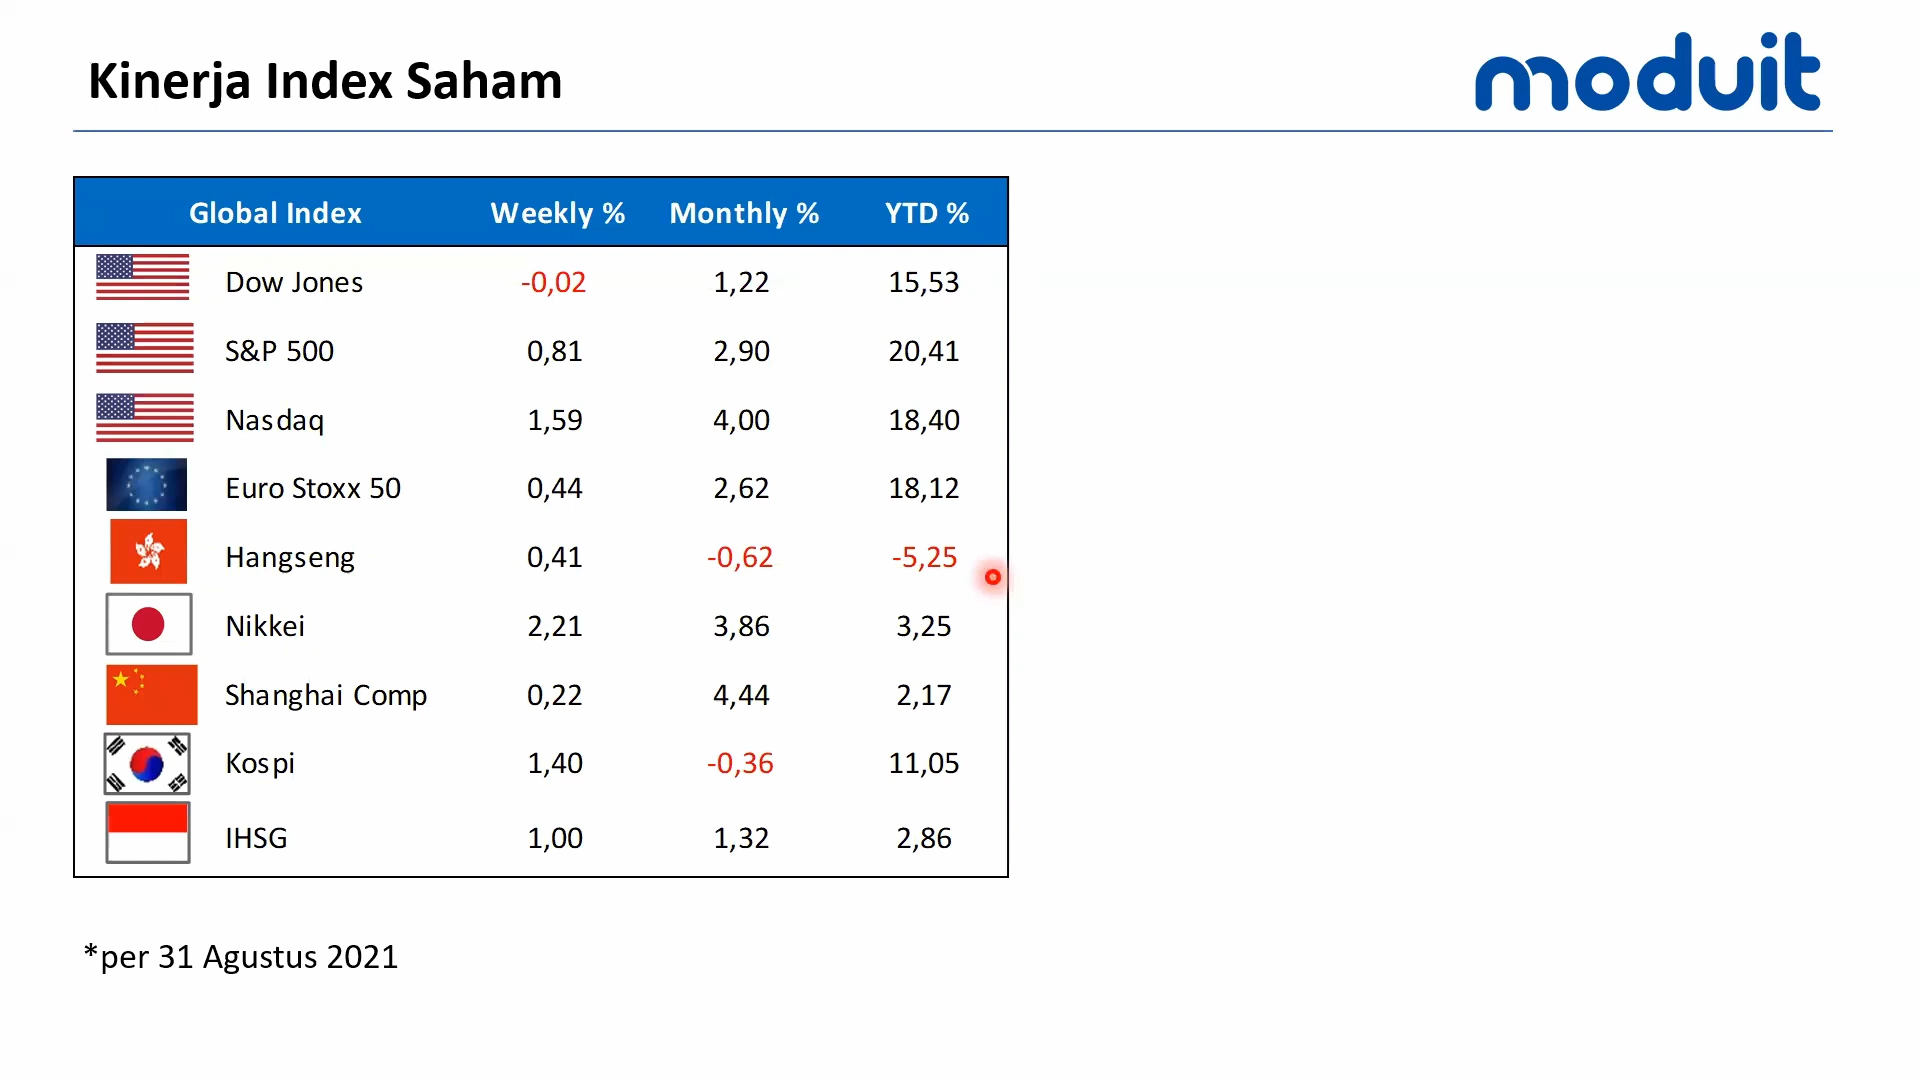 Kinerja Index Saham
moduit
Global Index Weekly % Monthly % YTD %
Dow Jones -0,02 1,22 15,53
S&P 500 0,81 2,90 20,41
Nasdaq 1,59 4,00 18,40
Euro Stoxx 50 0,44 2,62 18,12
Hangseng 0,41 -0,62 -5,25
Nikkei 2,21 3,86 3,25
Shanghai Comp 0,22 4,44 2,17
Kospi 1,40 -0,36 11,05
IHSG 1,00 1,32 2,86
*per 31 Agustus 2021